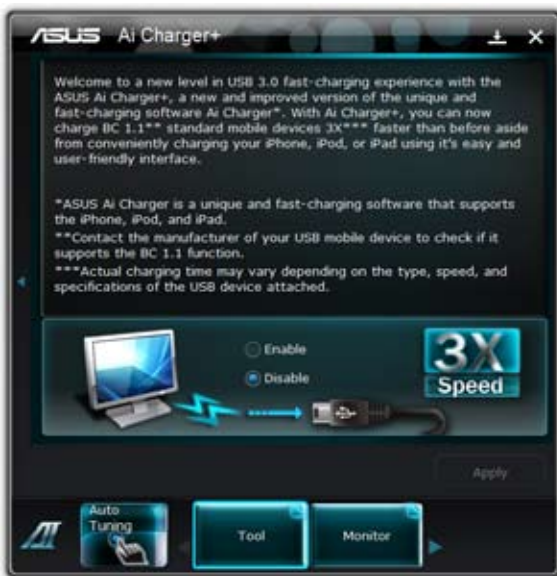 ASUS Ai Charger+
Welcome to a new level in USB 3.0 fast-charging experience with the
ASUS Ai Charger+, a new and improved version of the unique and
fast-charging software Ai Charger*. With Ai Charger+, you can now
charge BC 1.1** standard mobile devices 3X*** faster than before aside
from conveniently charging your iPhone, iPod, or iPad using it's easy and
user-friendly interface.
*ASUS Ai Charger is a unique and fast-charging software that supports
the iPhone, iPod, and iPad.
**Contact the manufacturer of your USB mobile device to check if it
supports the BC 1.1 function.
***Actual charging time may vary depending on the type, speed, and
specifications of the USB device attached.
Enable
Disable
3X
Speed
Apply
Auto
Tuning
Tool
Monitor